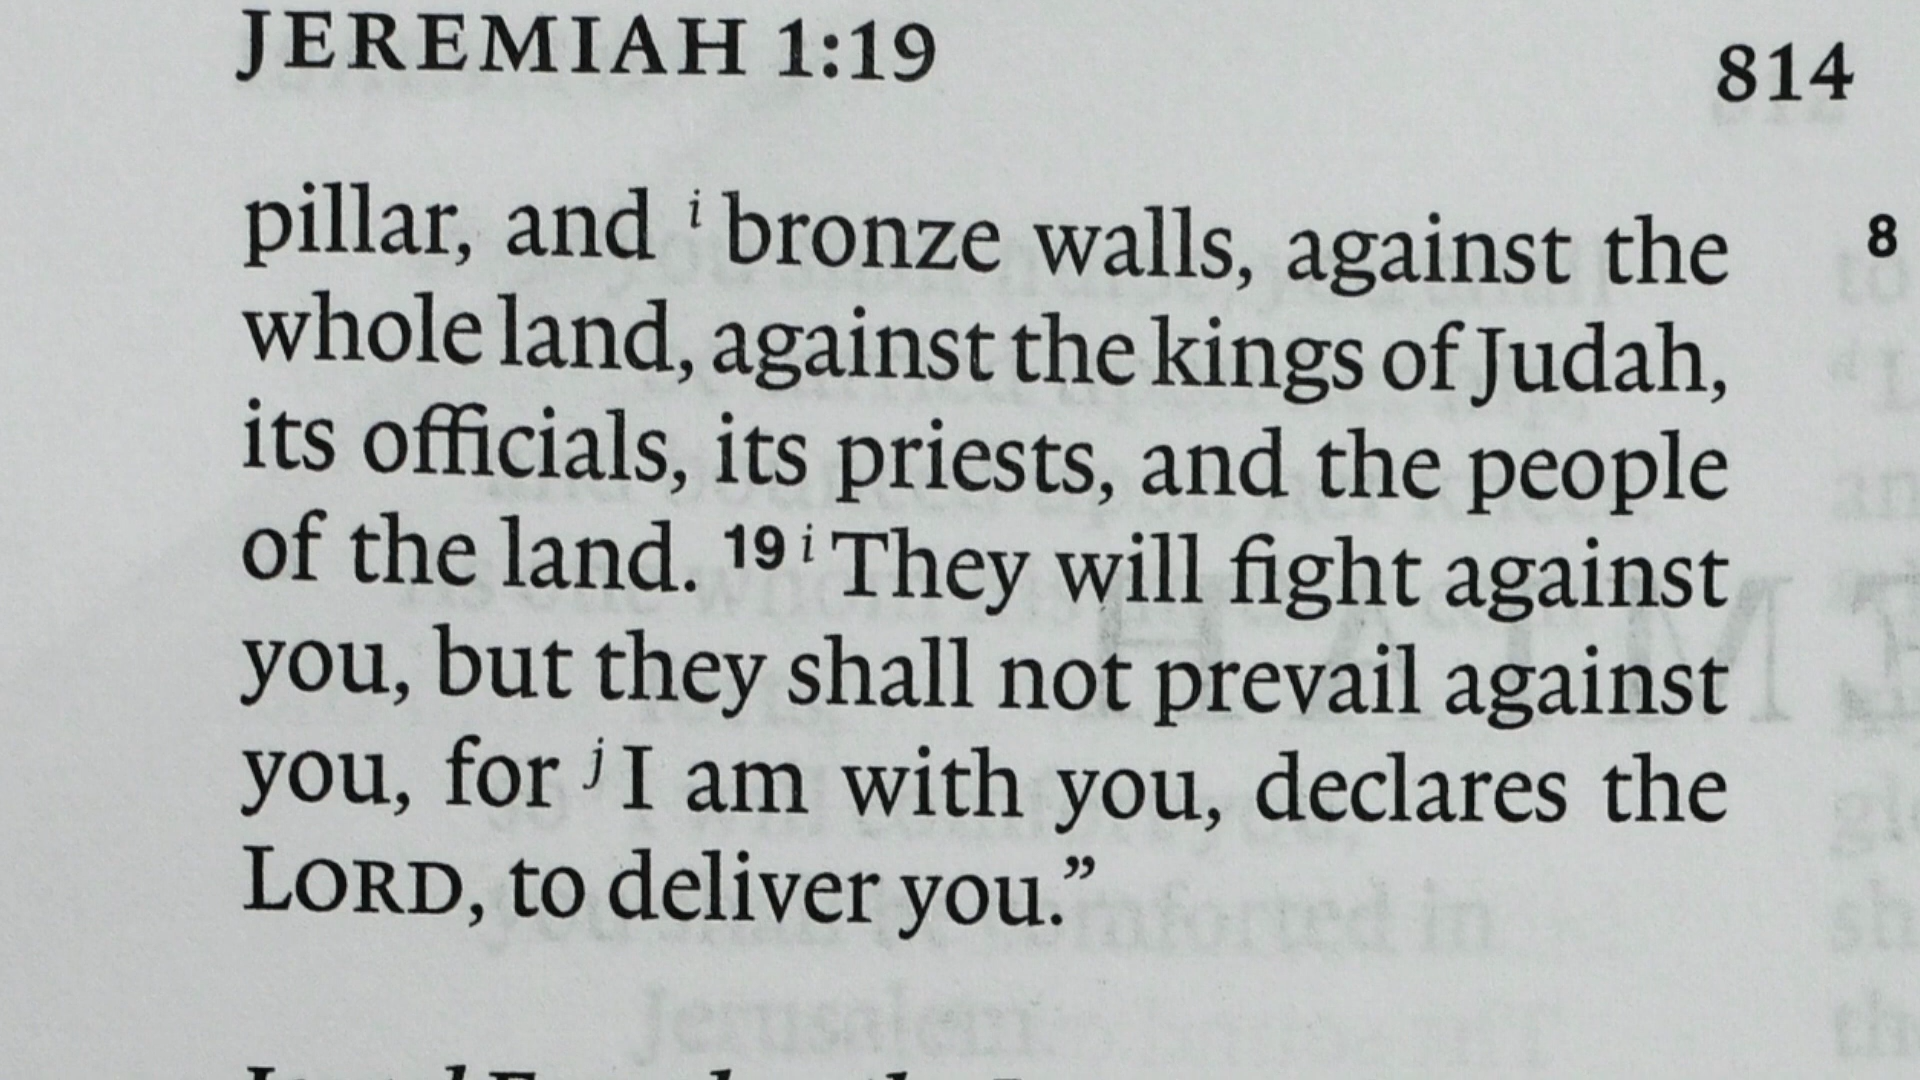 JEREMIAH 1:19
814
pillar, and i bronze walls, against the
whole land, against the kings of Judah,
its officials, its priests, and the people
of the land. 19 i They will fight against
you, but they shall not prevail against
you, for j I am with you, declares the
LORD, to deliver you.”
8